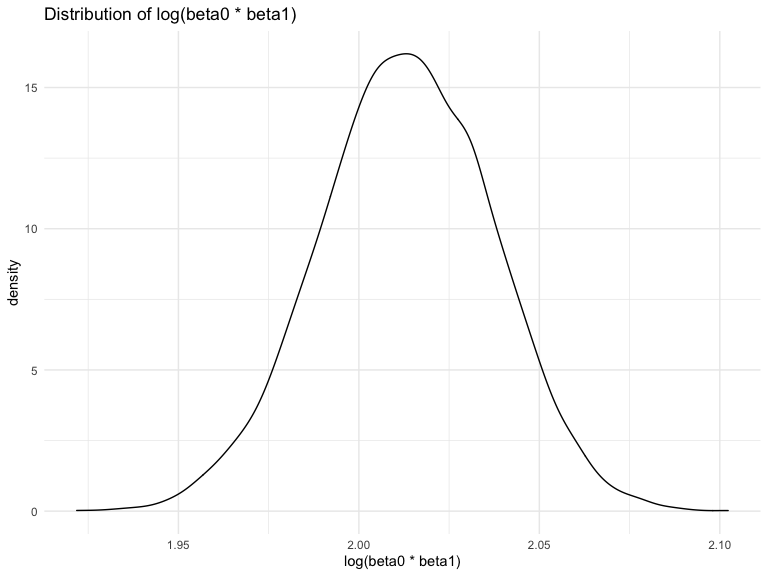 Distribution of log(beta0 * beta1)
15
10
5
0
density
1.95
2.00
2.05
2.10
log(beta0 * beta1)